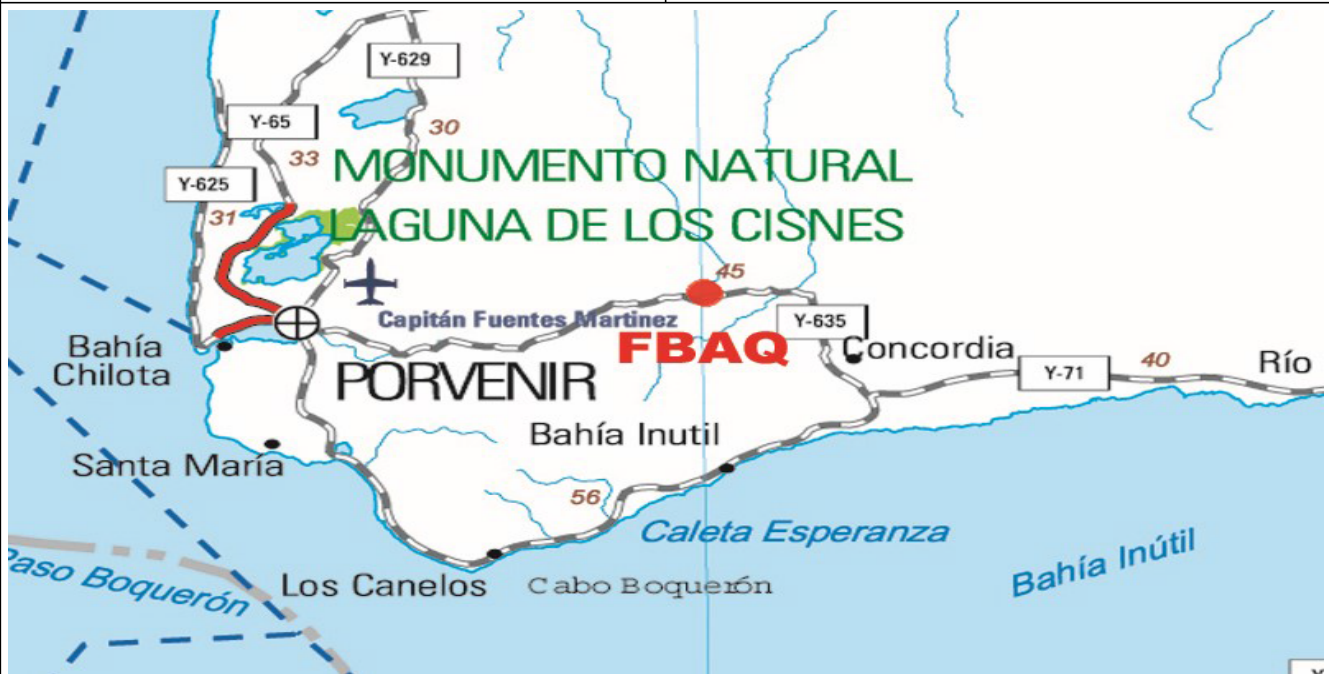 Y-629
Y-65
30
33
MONUMENTO NATURAL
Y-625
31
LAGUNA DE LOS CISNES
45
Capitán Fuentes Martinez
Y-635
FBAQ
Bahía
Chilota
Concordia
Río
Y-71
40
PORVENIR
Bahía Inutil
Santa María
56
Caleta Esperanza
Bahía Inútil
Paso Boquerón
Los Canelos
Cabo Boquerón